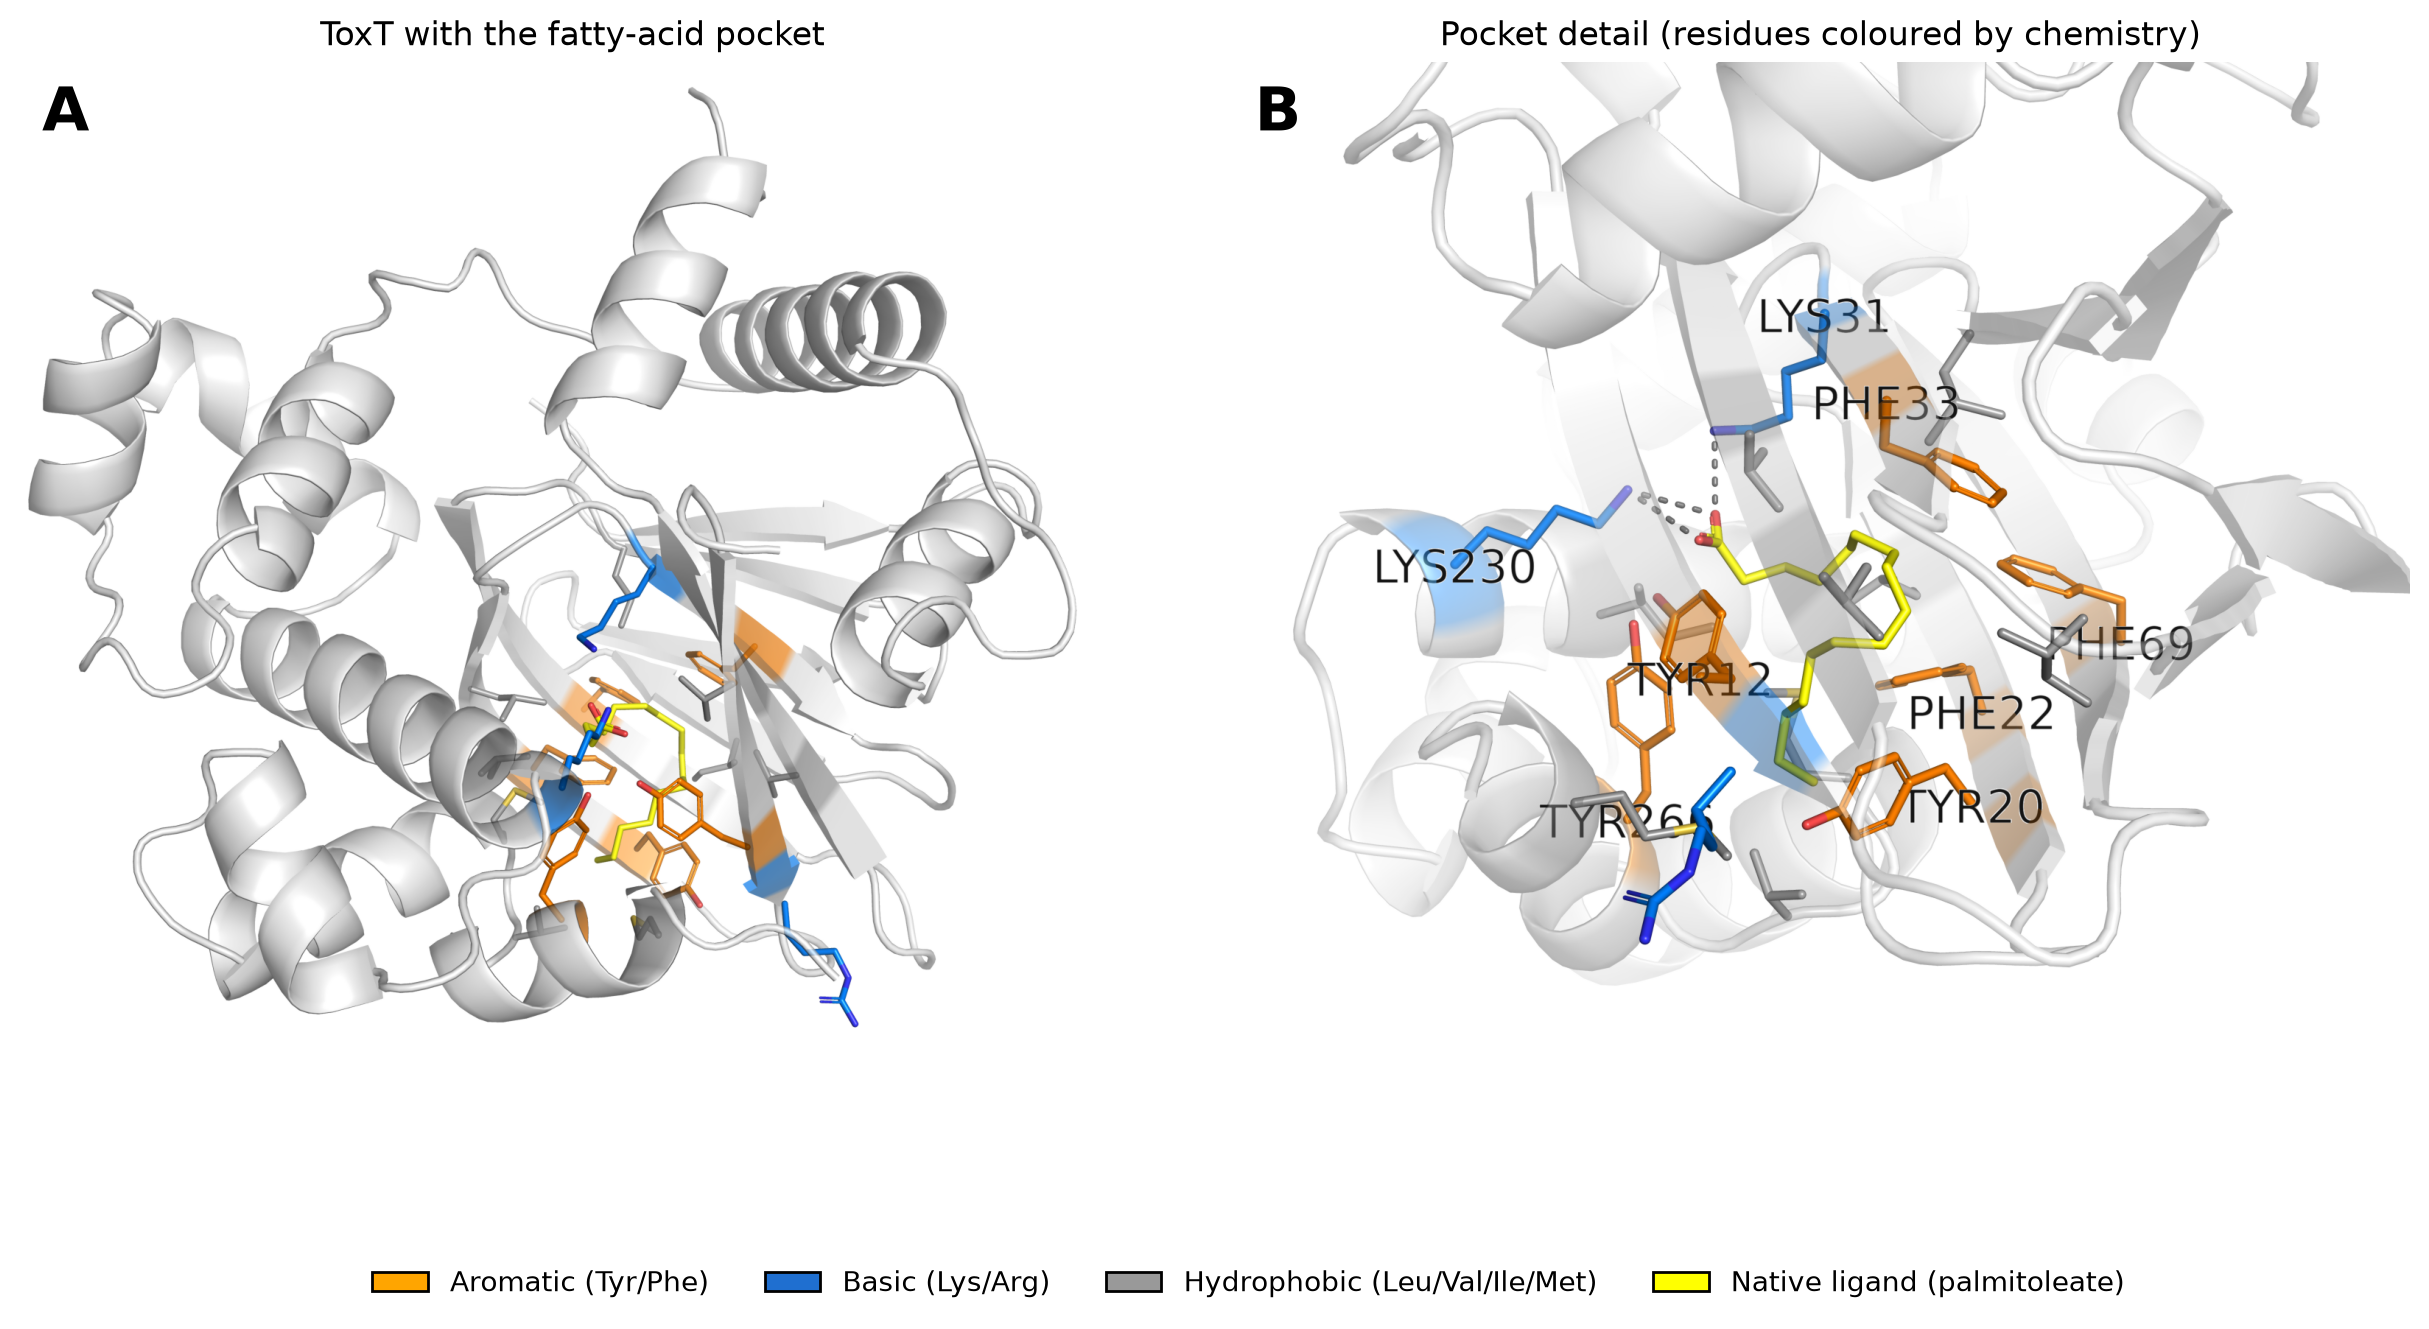 ToxT with the fatty-acid pocket
Pocket detail (residues coloured by chemistry)
A
B
LYS31
PHE33
LYS230
PHE69
TYR12
PHE22
TYR20
TYR266
Aromatic (Tyr/Phe)
Basic (Lys/Arg)
Hydrophobic (Leu/Val/Ile/Met)
Native ligand (palmitoleate)